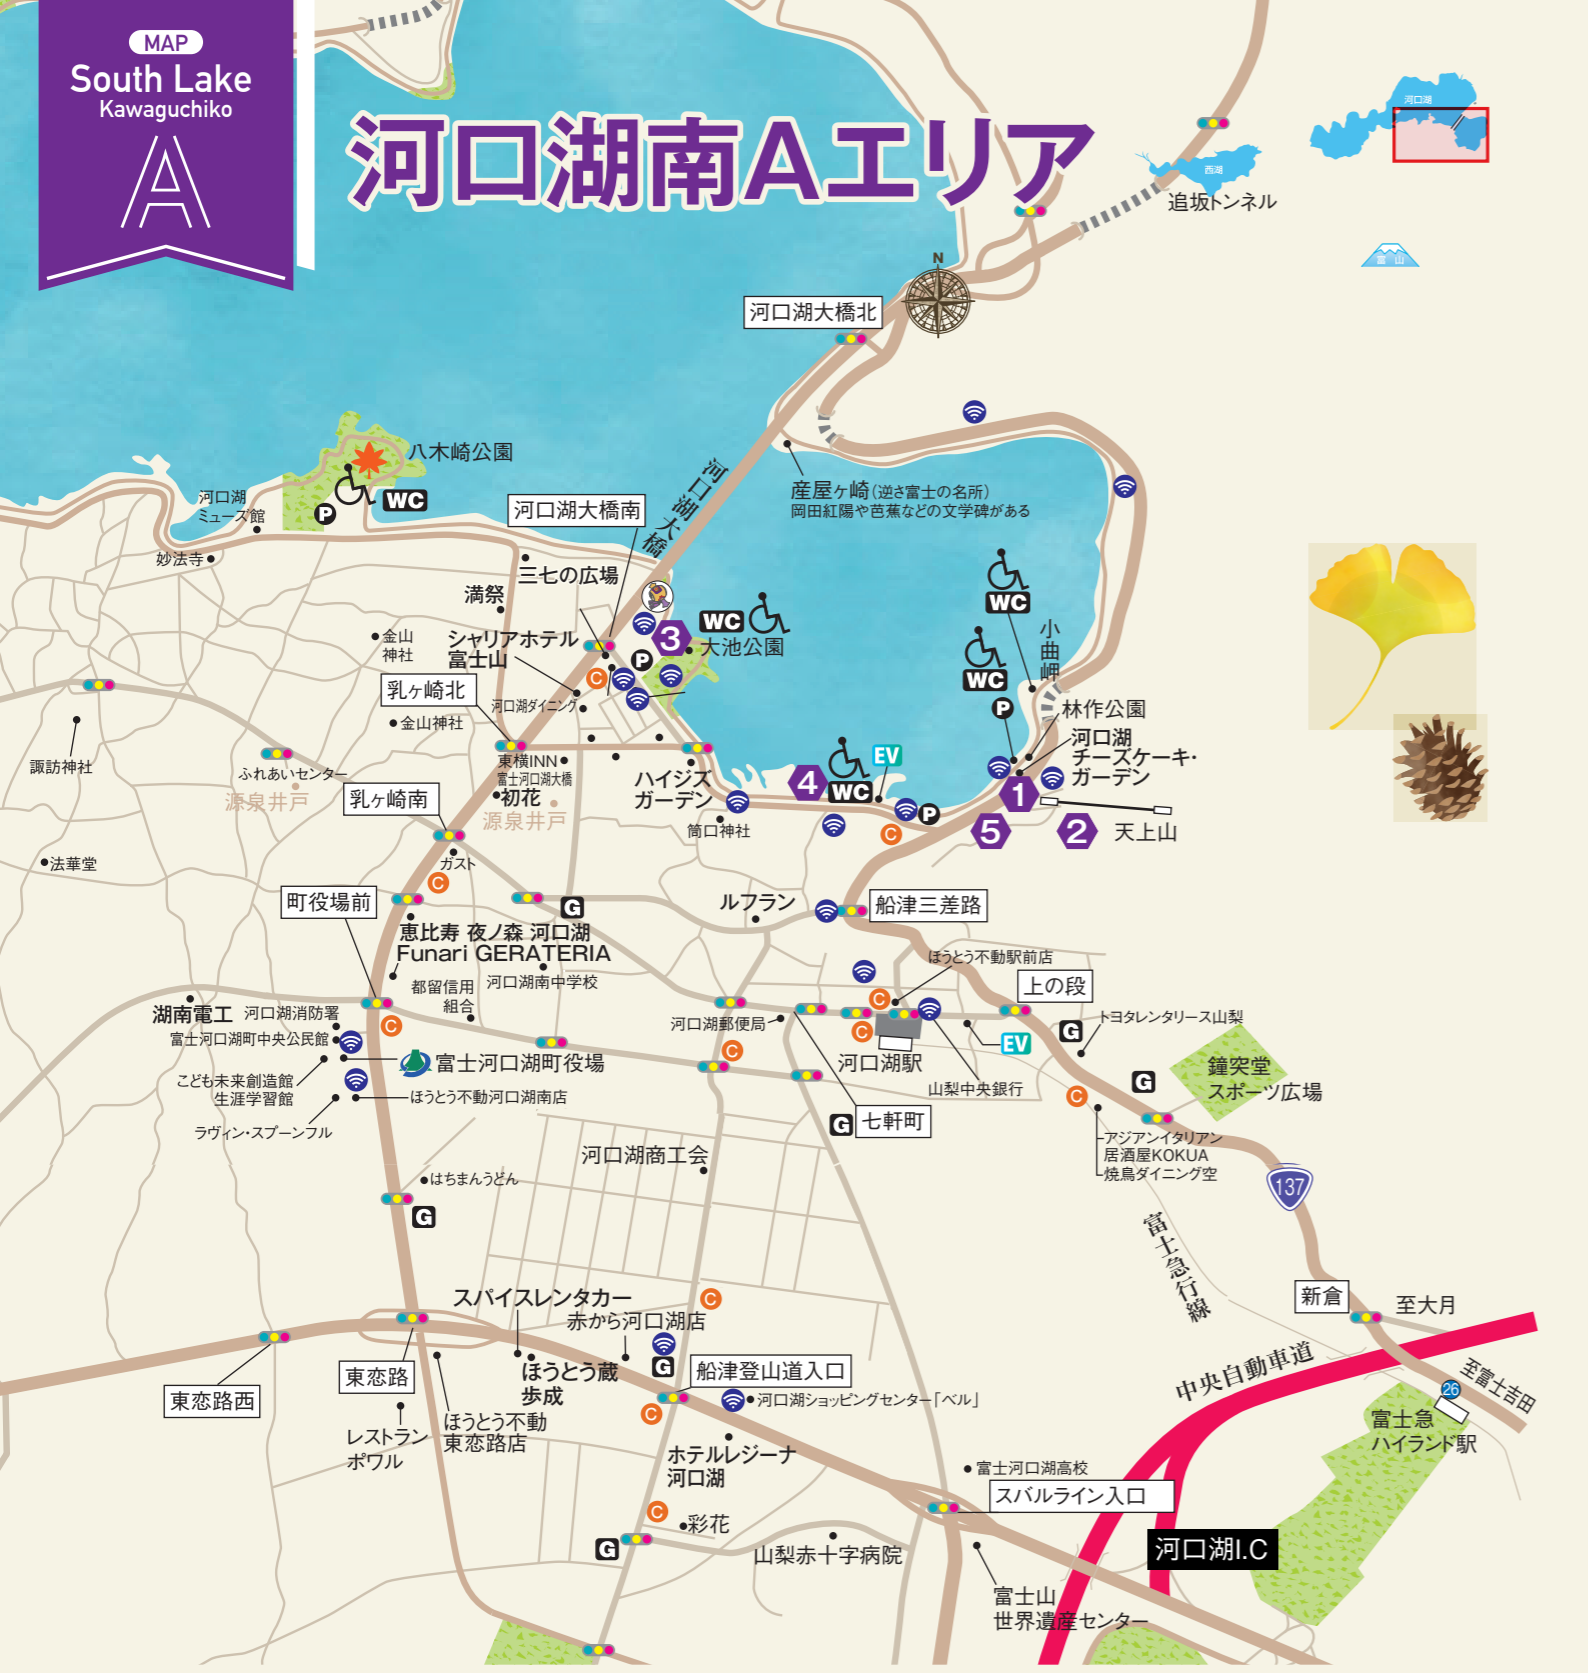 MAP
South Lake
Kawaguchiko
A
河口湖南Aエリア
河口湖
西湖
追坂トンネル
富山
N
河口湖大橋北
八木崎公園
WC
P
河口湖
ミューズ館
妙法寺
河口湖大橋南
河口湖大橋
産屋ヶ崎(逆さ富士の名所)
岡田紅陽や芭蕉などの文学碑がある
三七の広場
満祭
シャリアホテル
富士山
金山
神社
3
WC
大池公園
P
C
WC
WC
小曲岬
P
林作公園
河口湖
チーズケーキ・
ガーデン
乳ヶ崎北
金山神社
河口湖ダイニング
諏訪神社
ふれあいセンター
源泉井戸
東横INN
富士河口湖大橋
初花
源泉井戸
ハイジズ
ガーデン
筒口神社
4
WC
EV
P
C
1
5
2
天上山
乳ヶ崎南
ガスト
C
法華堂
町役場前
G
ルフラン
船津三差路
恵比寿 夜ノ森 河口湖
Funari GERATERIA
河口湖南中学校
都留信用
組合
ほうとう不動駅前店
上の段
C
湖南電工
河口湖消防署
富士河口湖町中央公民館
C
こども未来創造館
生涯学習館
富士河口湖町役場
ほうとう不動河口湖南店
ラヴィン・スプーンフル
河口湖郵便局
C
C
河口湖駅
EV
山梨中央銀行
G
トヨタレンタリース山梨
G
C
鐘突堂
スポーツ広場
G
七軒町
アジアンイタリアン
居酒屋KOKUA
焼鳥ダイニング空
河口湖商工会
はちまんうどん
G
137
富士急行線
新倉
至大月
スパイスレンタカー
赤から河口湖店
C
G
東恋路
東恋路西
ほうとう蔵
歩成
船津登山道入口
C
河口湖ショッピングセンター「ベル」
レストラン
ポワル
ほうとう不動
東恋路店
ホテルレジーナ
河口湖
中央自動車道
至富士吉田
26
富士急
ハイランド駅
富士河口湖高校
スバルライン入口
C
彩花
G
山梨赤十字病院
河口湖I.C
富士山
世界遺産センター